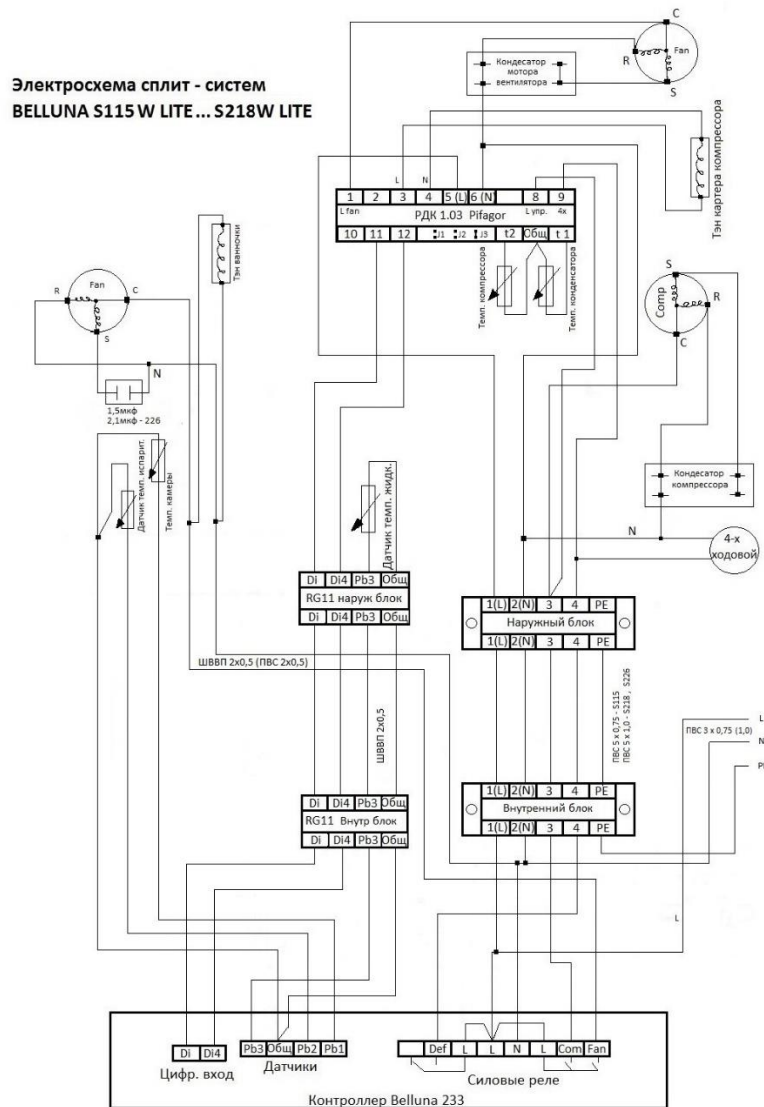 Электросхема сплит - систем
BELLUNA S115 W LITE ... S218W LITE
C
Fan
R
S
Кондесатор
мотора
вентилятора
Тэн картера компрессора
L
N
1 2 3 4 5 (L) 6 (N) 8 9
L fan
РДК 1.03 Pifagor
L упр.
4x
10 11 12 J1 J2 J3 t2 Общ t 1
Темп. компрессора
Темп. конденсатора
Тэн ванночки
Fan
R
C
S
N
1,5мкф
2,1мкф - 226
Датчик темп. испарит.
Темп. камеры
S
Comp
R
C
Кондесатор
компрессора
N
4-х
ходовой
Датчик темп. жидк.
Di Di4 Pb3 Общ
RG11 наруж блок
Di Di4 Pb3 Общ
1(L) 2(N) 3 4 PE
Наружный блок
1(L) 2(N) 3 4 PE
ШВВП 2х0,5 (ПВС 2х0,5)
ШВВП 2х0,5
ПВС 5 х 0,75 - S115
ПВС 5 х 1,0 - S218 , S226
L
ПВС 3 х 0,75 (1,0)
N
Di Di4 Pb3 Общ
RG11 Внутр блок
Di Di4 Pb3 Общ
1(L) 2(N) 3 4 PE
Внутренний блок
1(L) 2(N) 3 4 PE
L
Di Di4
Цифр. вход
Pb3 Общ Pb2 Pb1
Датчики
Def L L N L Com Fan
Силовые реле
Контроллер Belluna 233